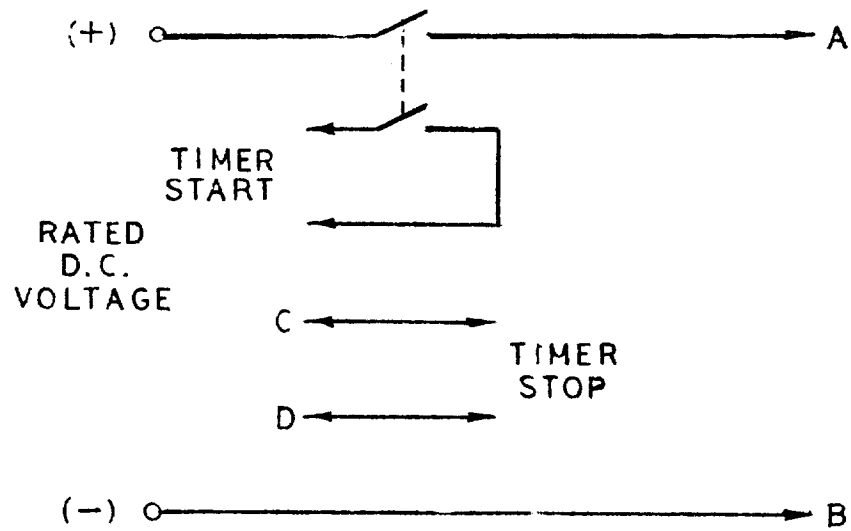 (+)
A
TIMER
START
RATED
D.C.
VOLTAGE
C
TIMER
STOP
D
(-)
B